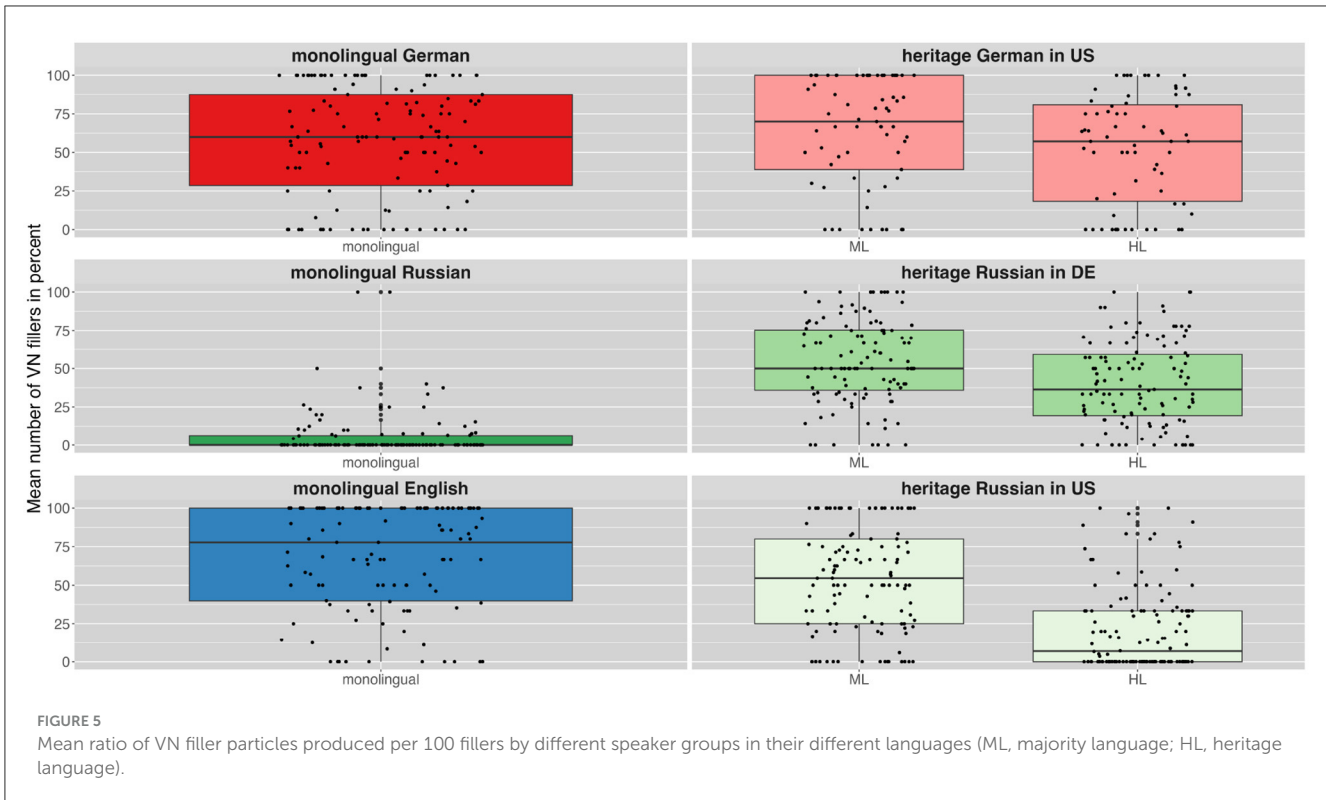 Mean number of VN fillers in percent
monolingual German
100
75
50
25
0
monolingual
heritage German in US
ML
HL
monolingual Russian
100
75
50
25
0
monolingual
heritage Russian in DE
ML
HL
monolingual English
100
75
50
25
0
monolingual
heritage Russian in US
ML
HL
FIGURE 5
Mean ratio of VN filler particles produced per 100 fillers by different speaker groups in their different languages (ML, majority language; HL, heritage
language).